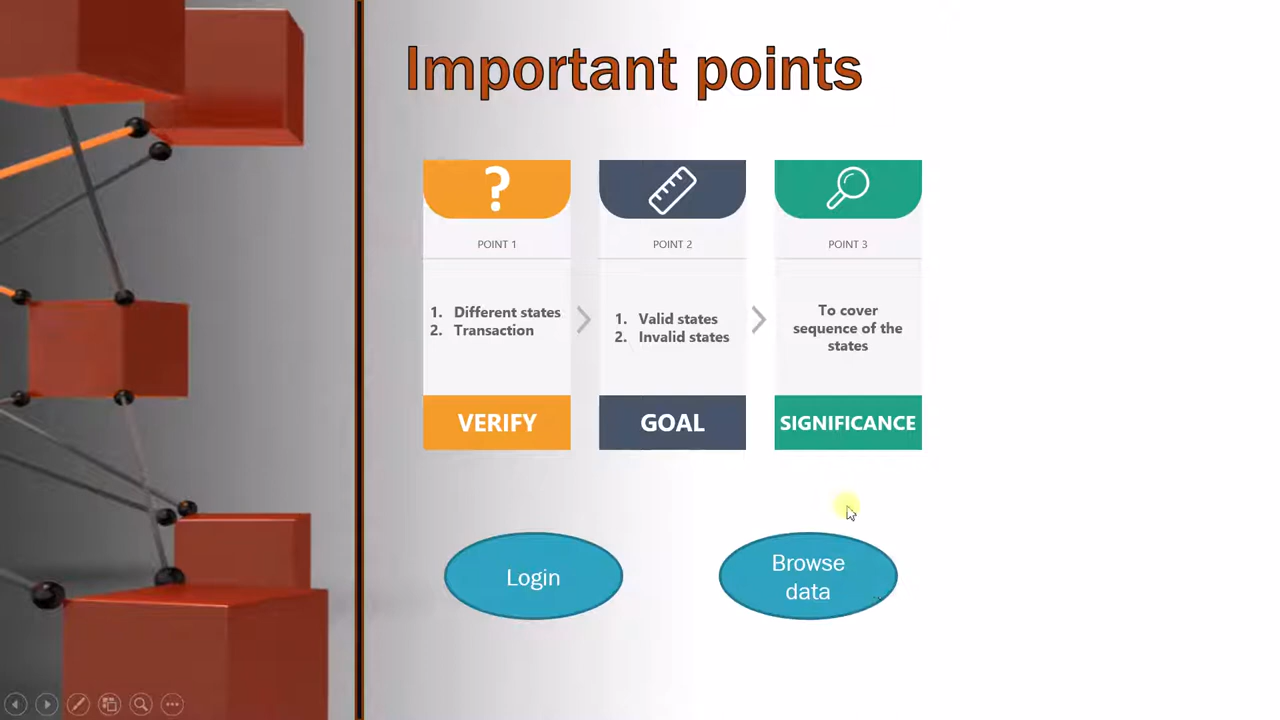 Important points
?
POINT 1
1. Different states
2. Transaction
VERIFY
POINT 2
1. Valid states
2. Invalid states
GOAL
POINT 3
To cover
sequence of the
states
SIGNIFICANCE
Login
Browse
data